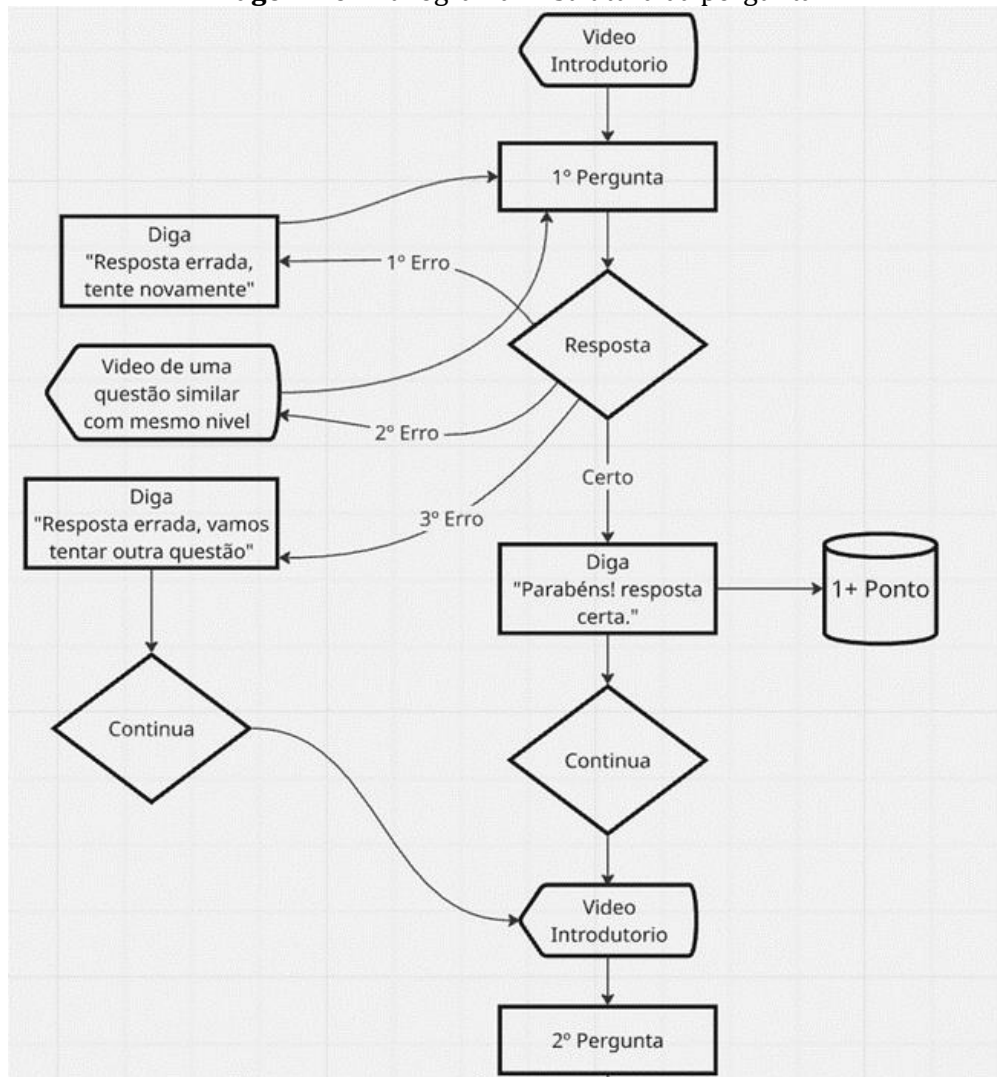 Video
Introdutorio
1º Pergunta
Diga
"Resposta errada,
tente novamente"
1º Erro
Resposta
Video de uma
questão similar
com mesmo nivel
2º Erro
Certo
Diga
"Resposta errada, vamos
tentar outra questão"
3º Erro
Diga
"Parabéns! resposta
certa."
1+ Ponto
Continua
Continua
Video
Introdutorio
2º Pergunta